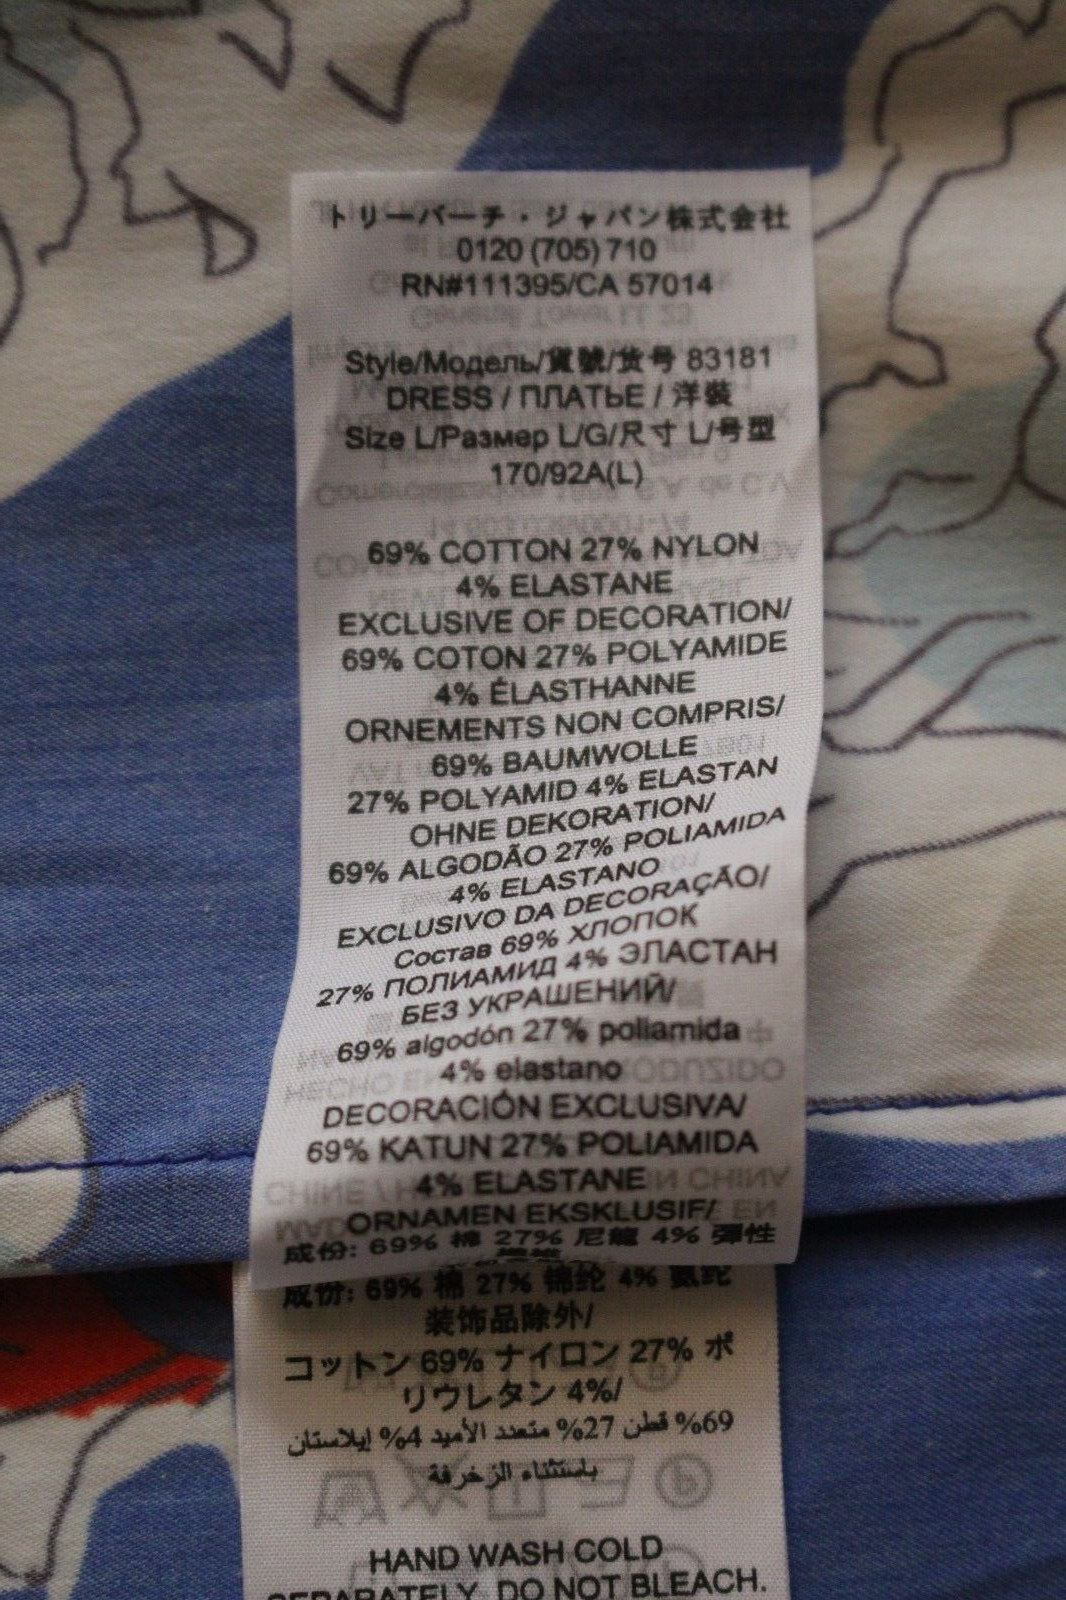 トリーバーチ・ジャパン株式会社
0120 (705) 710
RN#111395/CA 57014
Style/Модель/貨號/货号 83181
DRESS / ПЛАТЬЕ / 洋裝
Size L/Размер L/G/尺寸 L/号型
170/92A(L)
69% COTTON 27% NYLON
4% ELASTANE
EXCLUSIVE OF DECORATION/
69% COTON 27% POLYAMIDE
4% ÉLASTHANNE
ORNEMENTS NON COMPRIS/
69% BAUMWOLLE
27% POLYAMID 4% ELASTAN
OHNE DEKORATION/
69% ALGODÃO 27% POLIAMIDA
4% ELASTANO
EXCLUSIVO DA DECORAÇÃO/
Состав 69% ХЛОПОК
27% ПОЛИАМИД 4% ЭЛАСТАН
БЕЗ УКРАШЕНИЙ/
69% algodón 27% poliamida
4% elastano
DECORACIÓN EXCLUSIVA/
69% KATUN 27% POLIAMIDA
4% ELASTANE
ORNAMEN EKSKLUSIF/
成份: 69% 棉 27% 尼龍 4% 彈性
成份: 69% 棉 27% 锦纶 4% 氨纶
装饰品除外/
コットン 69% ナイロン 27% ポ
リウレタン 4%/
69% قطن 27% متعدد الأميد 4% إيلاستان
باستثناء الزخرفة
HAND WASH COLD
SEPARATELY. DO NOT BLEACH.